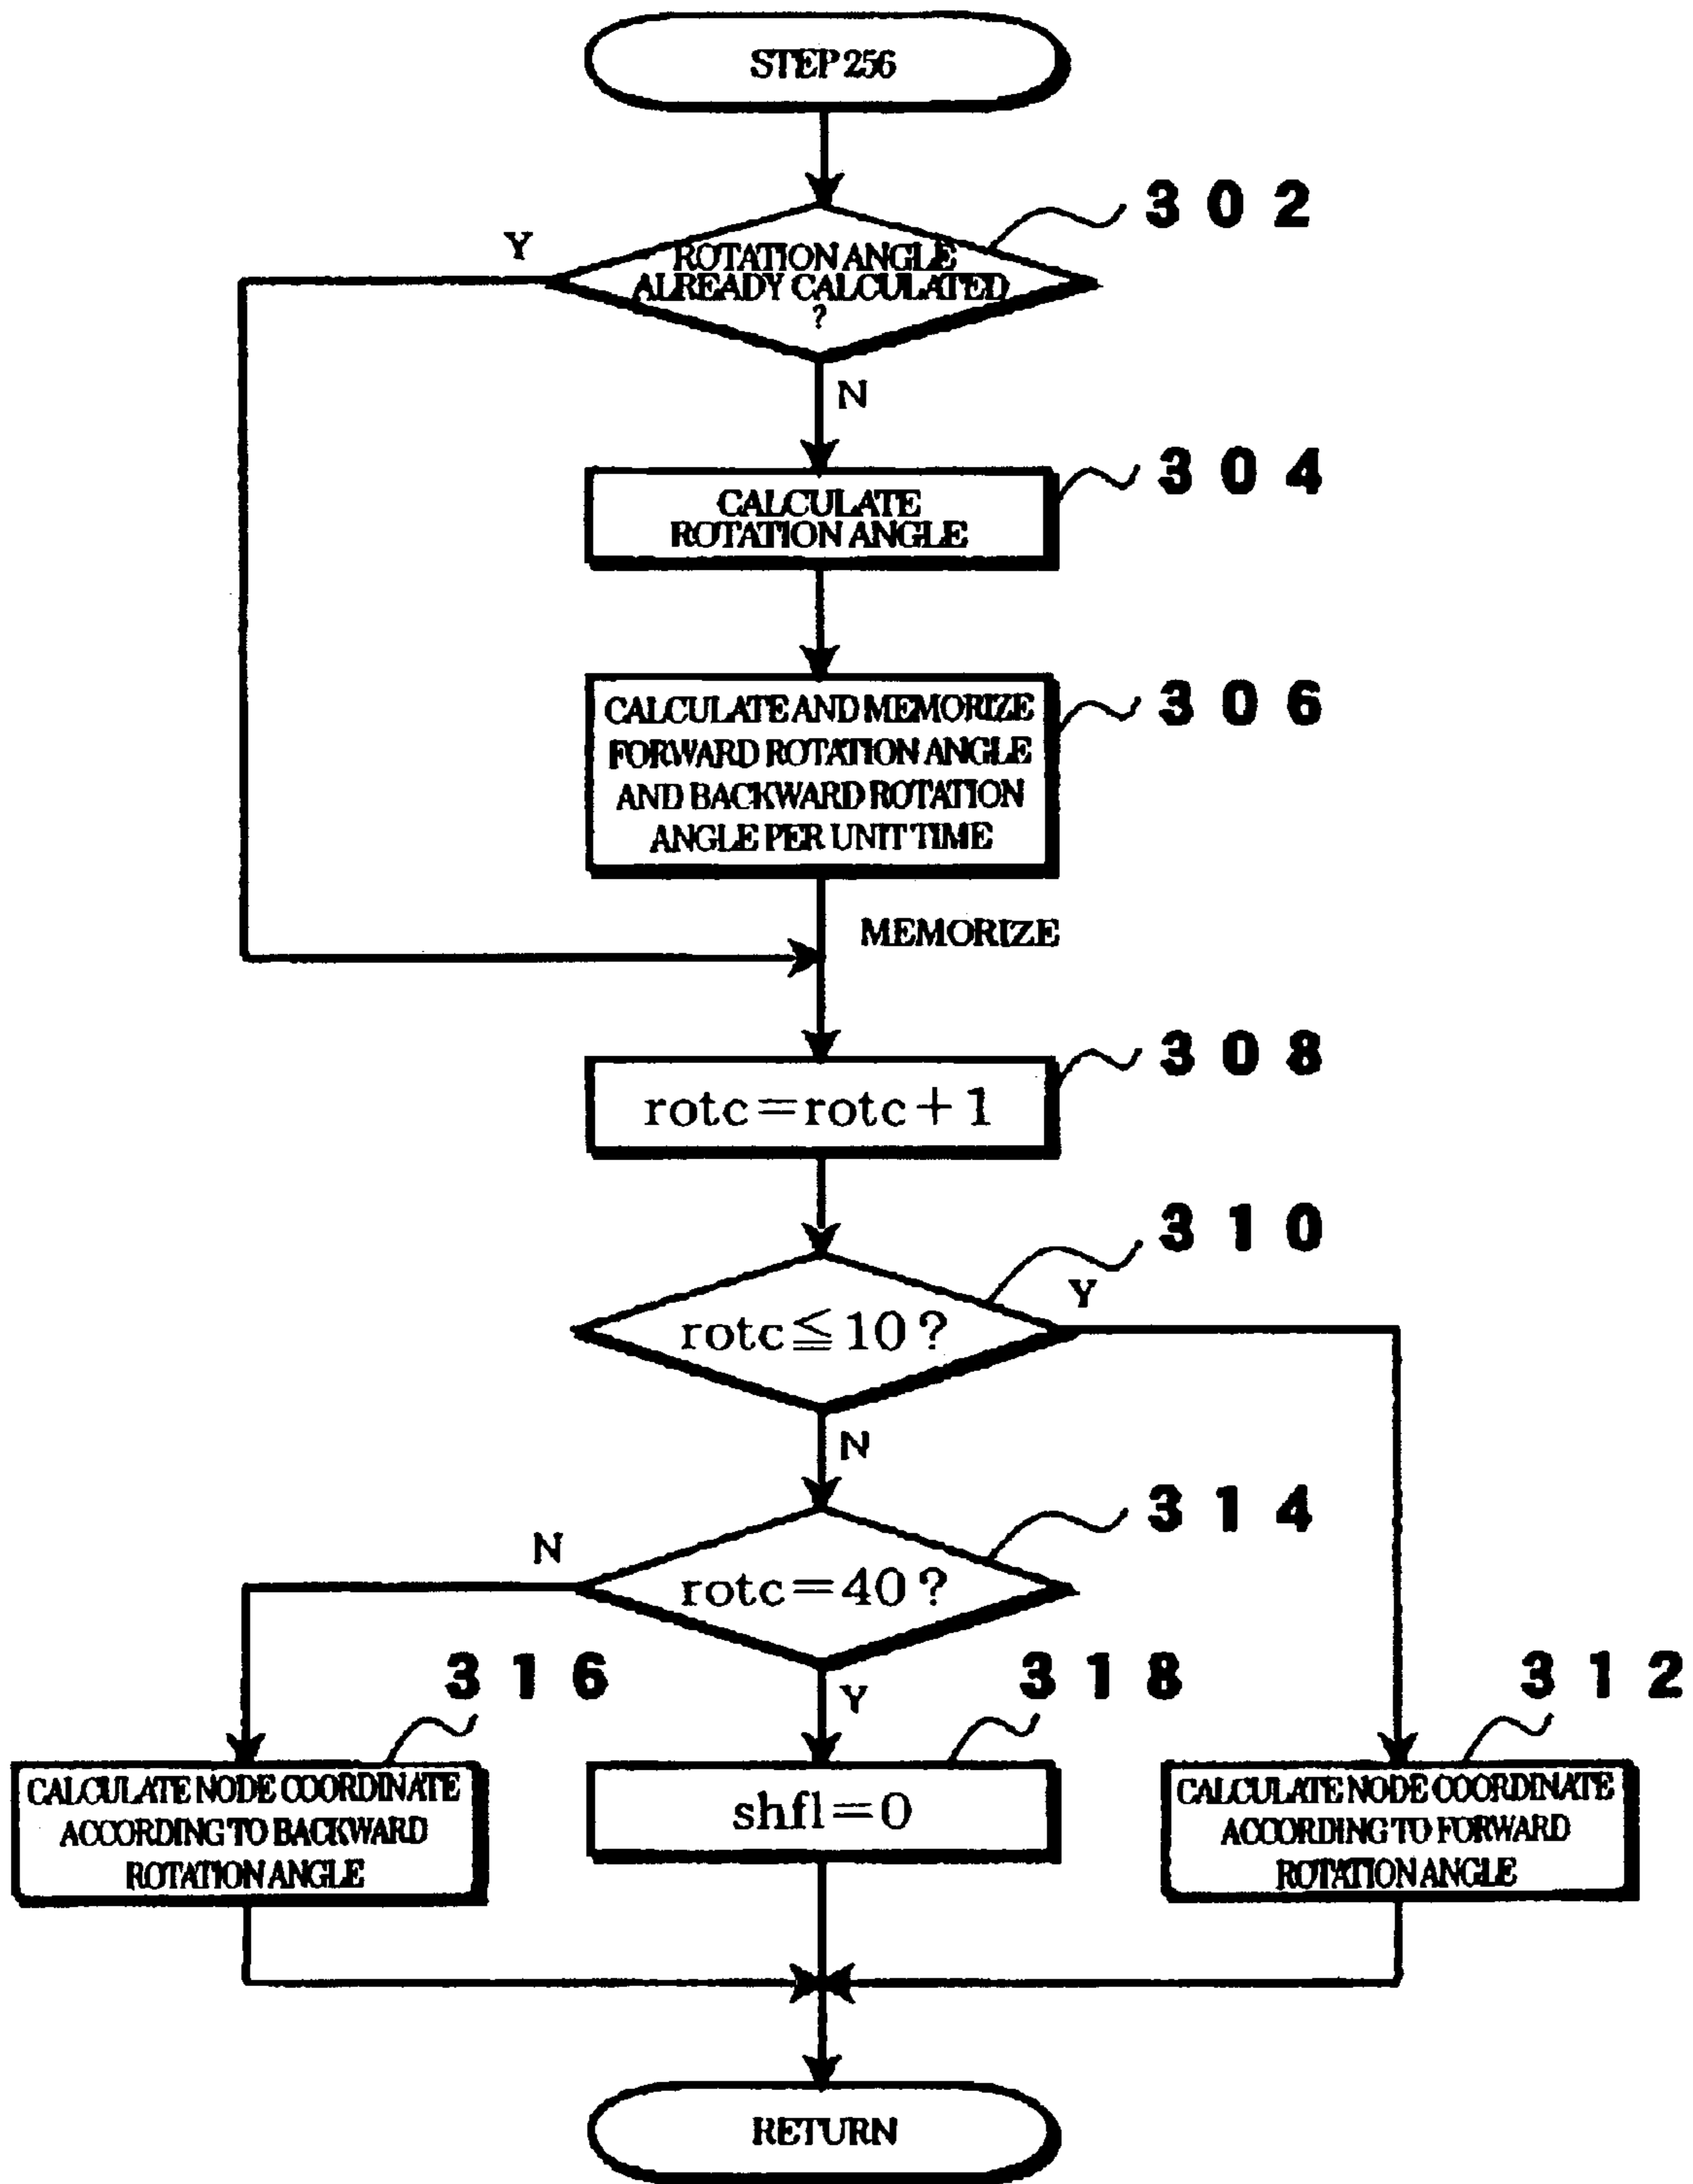 STEP 256
302
Y
ROTATION ANGLE
ALREADY CALCULATED
?
N
304
CALCULATE
ROTATION ANGLE
306
CALCULATE AND MEMORIZE
FORWARD ROTATION ANGLE
AND BACKWARD ROTATION
ANGLE PER UNIT TIME
MEMORIZE
308
rotc=rotc+1
310
Y
rotc≦10?
N
314
N
rotc=40?
316
Y
318
312
CALCULATE NODE COORDINATE
ACCORDING TO BACKWARD
ROTATION ANGLE
shfl=0
CALCULATE NODE COORDINATE
ACCORDING TO FORWARD
ROTATION ANGLE
RETURN